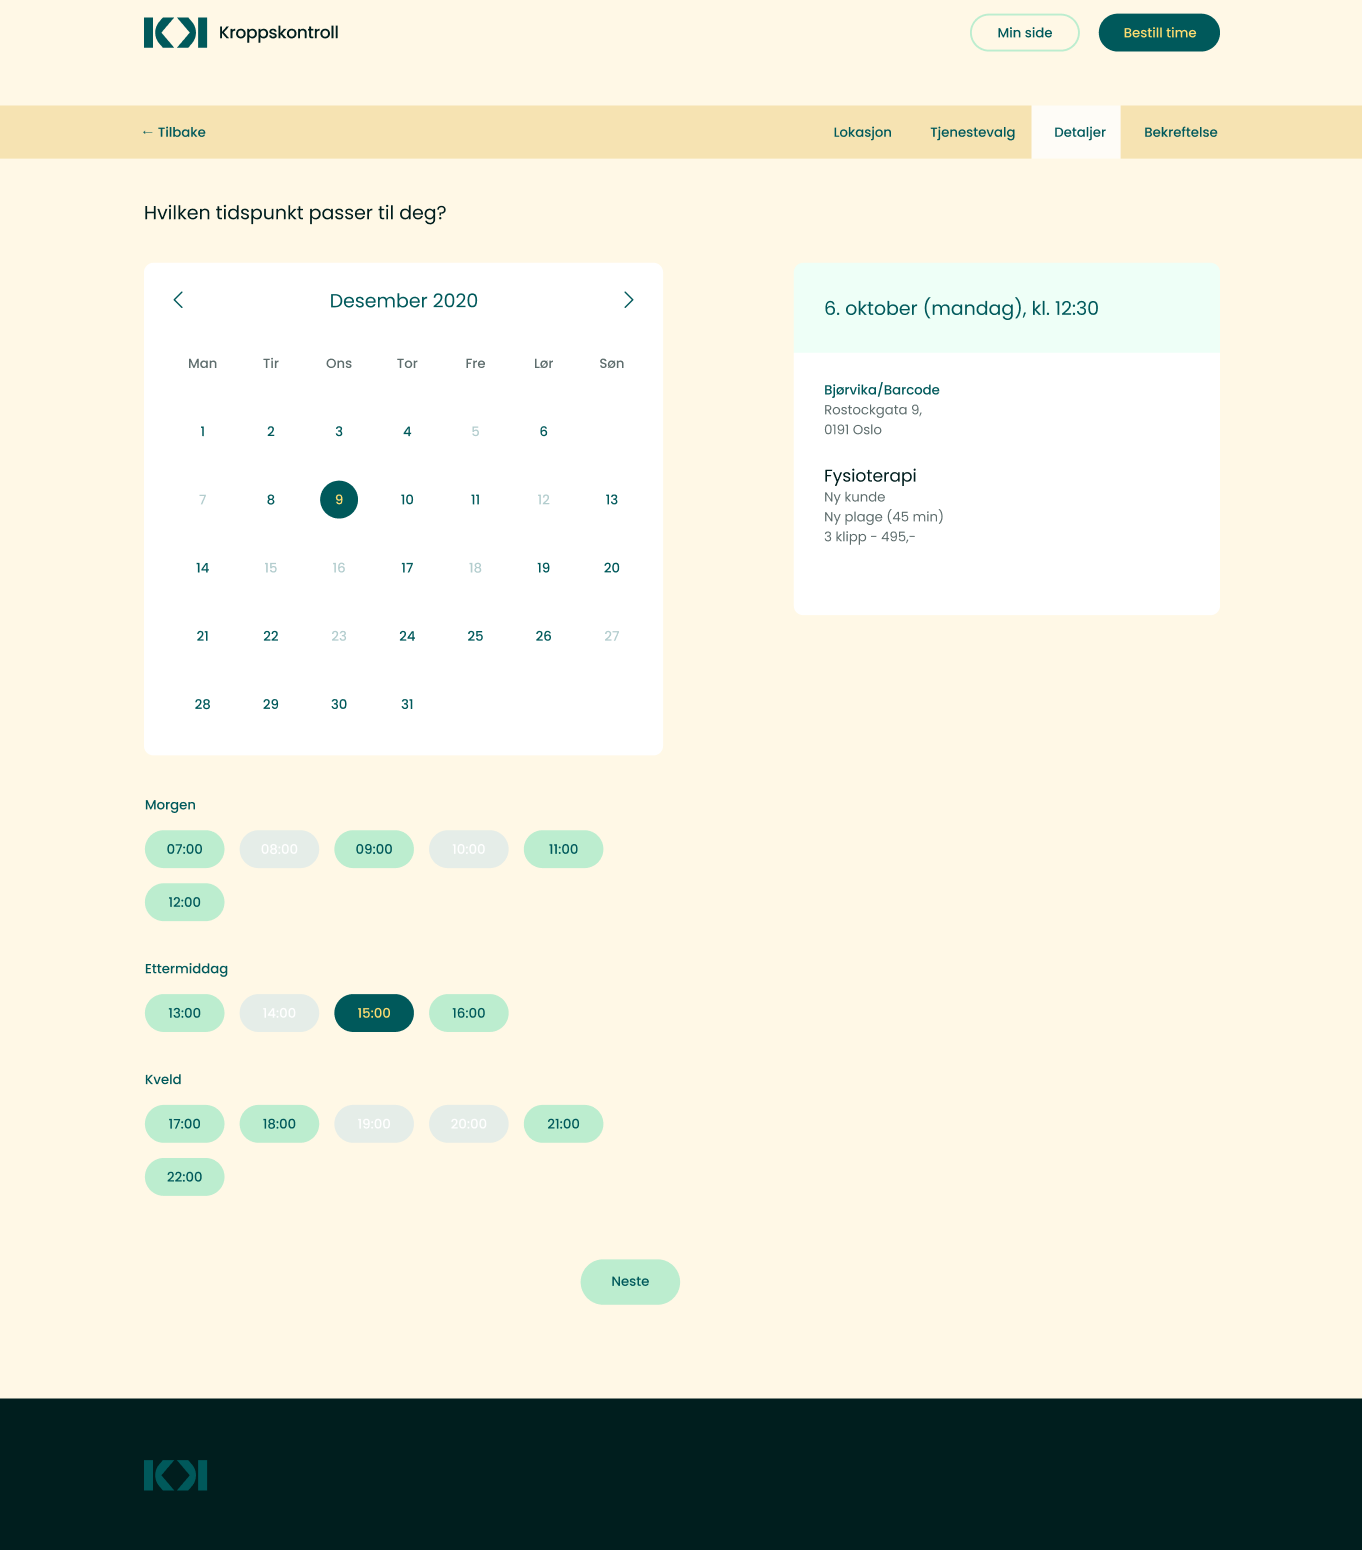 Kroppskontroll
Min side
Bestill time
← Tilbake
Lokasjon
Tjenestevalg
Detaljer
Bekreftelse
Hvilken tidspunkt passer til deg?
Desember 2020
Man Tir Ons Tor Fre Lør Søn
1 2 3 4 5 6
7 8 9 10 11 12 13
14 15 16 17 18 19 20
21 22 23 24 25 26 27
28 29 30 31
6. oktober (mandag), kl. 12:30
Bjørvika/Barcode
Rostockgata 9,
0191 Oslo
Fysioterapi
Ny kunde
Ny plage (45 min)
3 klipp - 495,-
Morgen
07:00 08:00 09:00 10:00 11:00
12:00
Ettermiddag
13:00 14:00 15:00 16:00
Kveld
17:00 18:00 19:00 20:00 21:00
22:00
Neste